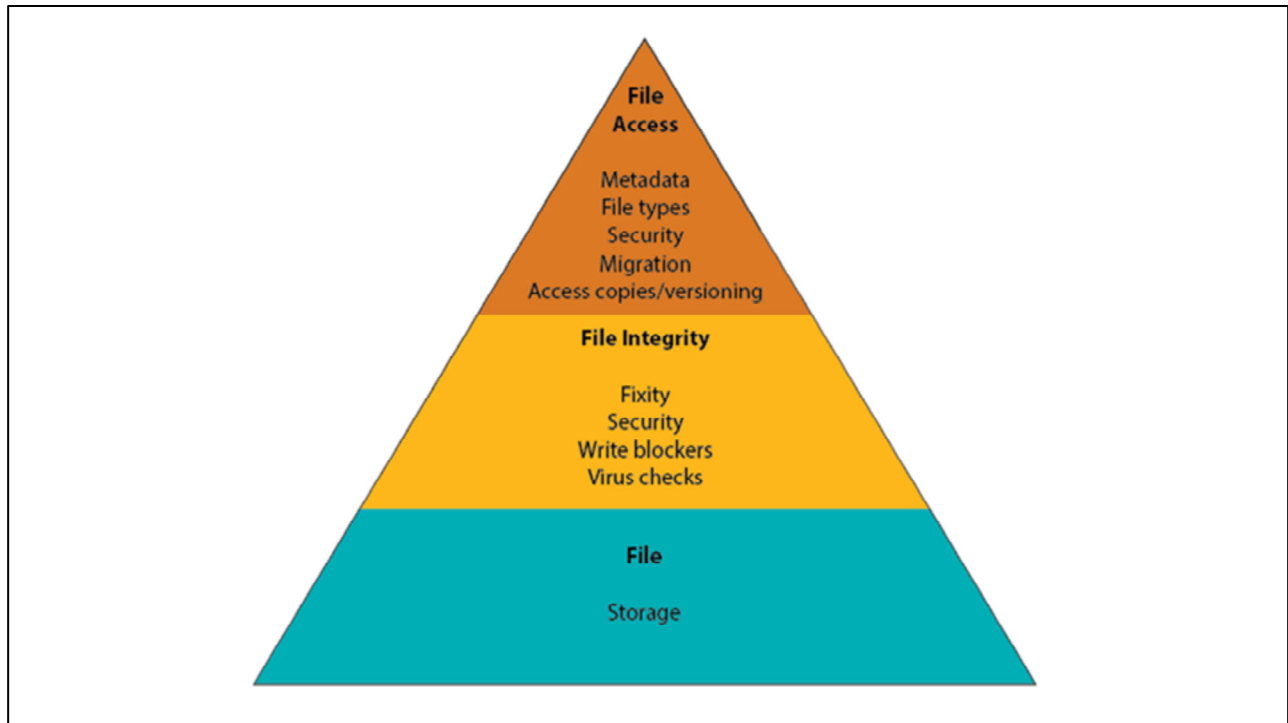 File
Access
Metadata
File types
Security
Migration
Access copies/versioning
File Integrity
Fixity
Security
Write blockers
Virus checks
File
Storage